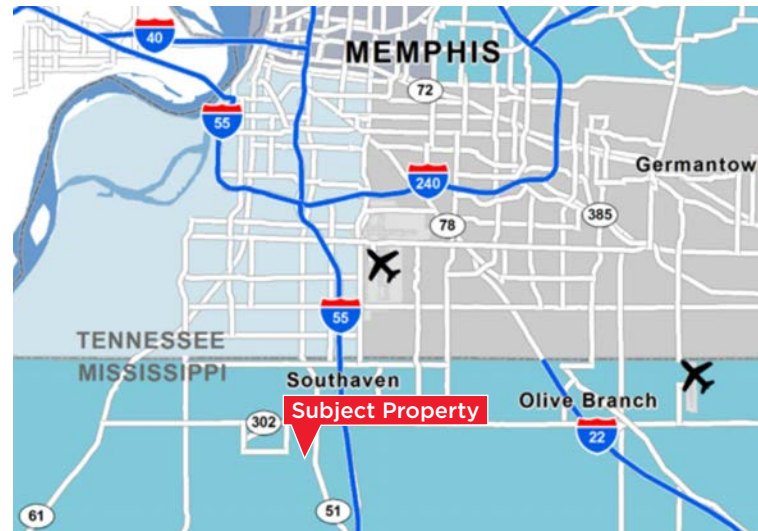 40
MEMPHIS
72
55
Germantow
240
385
78
55
TENNESSEE
MISSISSIPPI
Southaven
Subject Property
Olive Branch
302
22
61
51